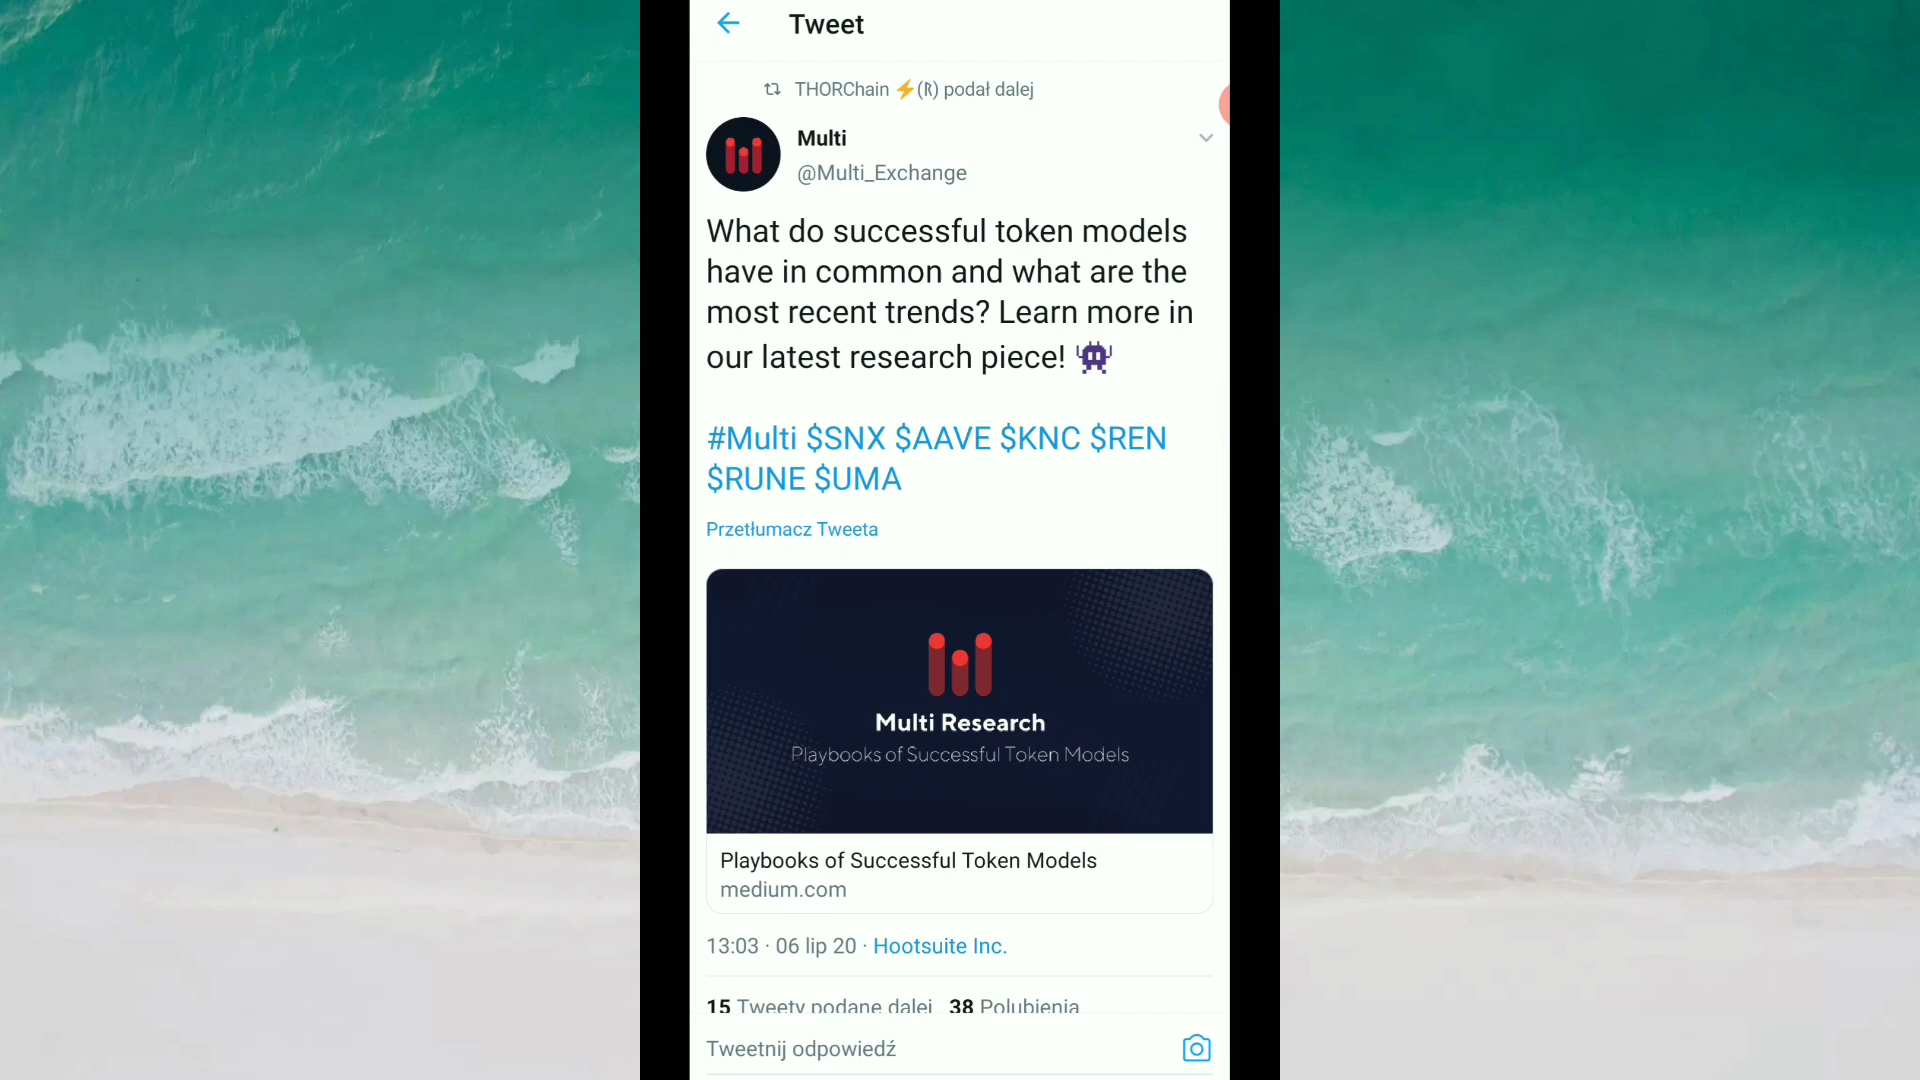 Tweet
THORChain ⚡(ᚱ) podał dalej
Multi
@Multi_Exchange
What do successful token models
have in common and what are the
most recent trends? Learn more in
our latest research piece! 👾
#Multi $SNX $AAVE $KNC $REN
$RUNE $UMA
Przetłumacz Tweeta
Multi Research
Playbooks of Successful Token Models
Playbooks of Successful Token Models
medium.com
13:03 · 06 lip 20 · Hootsuite Inc.
15 Tweety podane dalej 38 Polubienia
Tweetnij odpowiedź